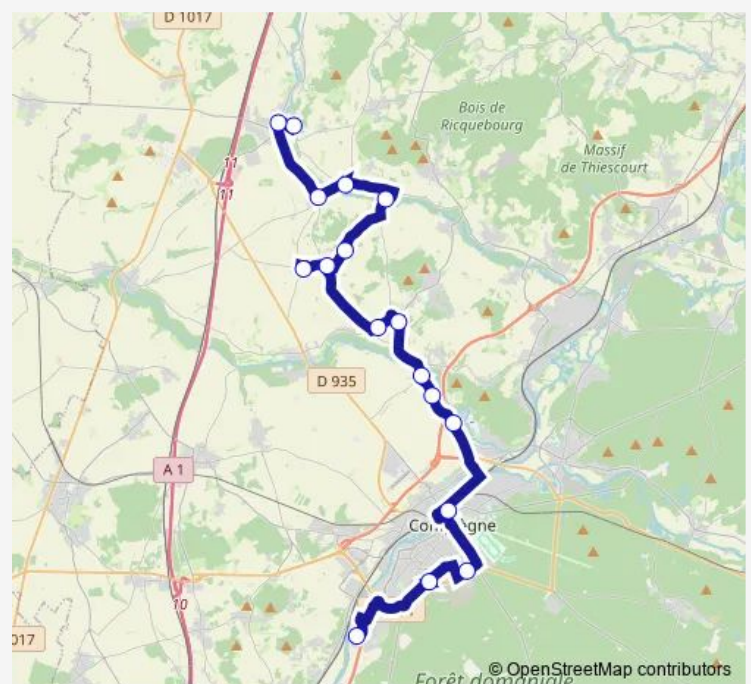 D 1017
Bois de
Ricquebourg
Massif
de Thiescourt
11
11
D 935
A 1
10
017
Forêt domaniale
© OpenStreetMap contributors